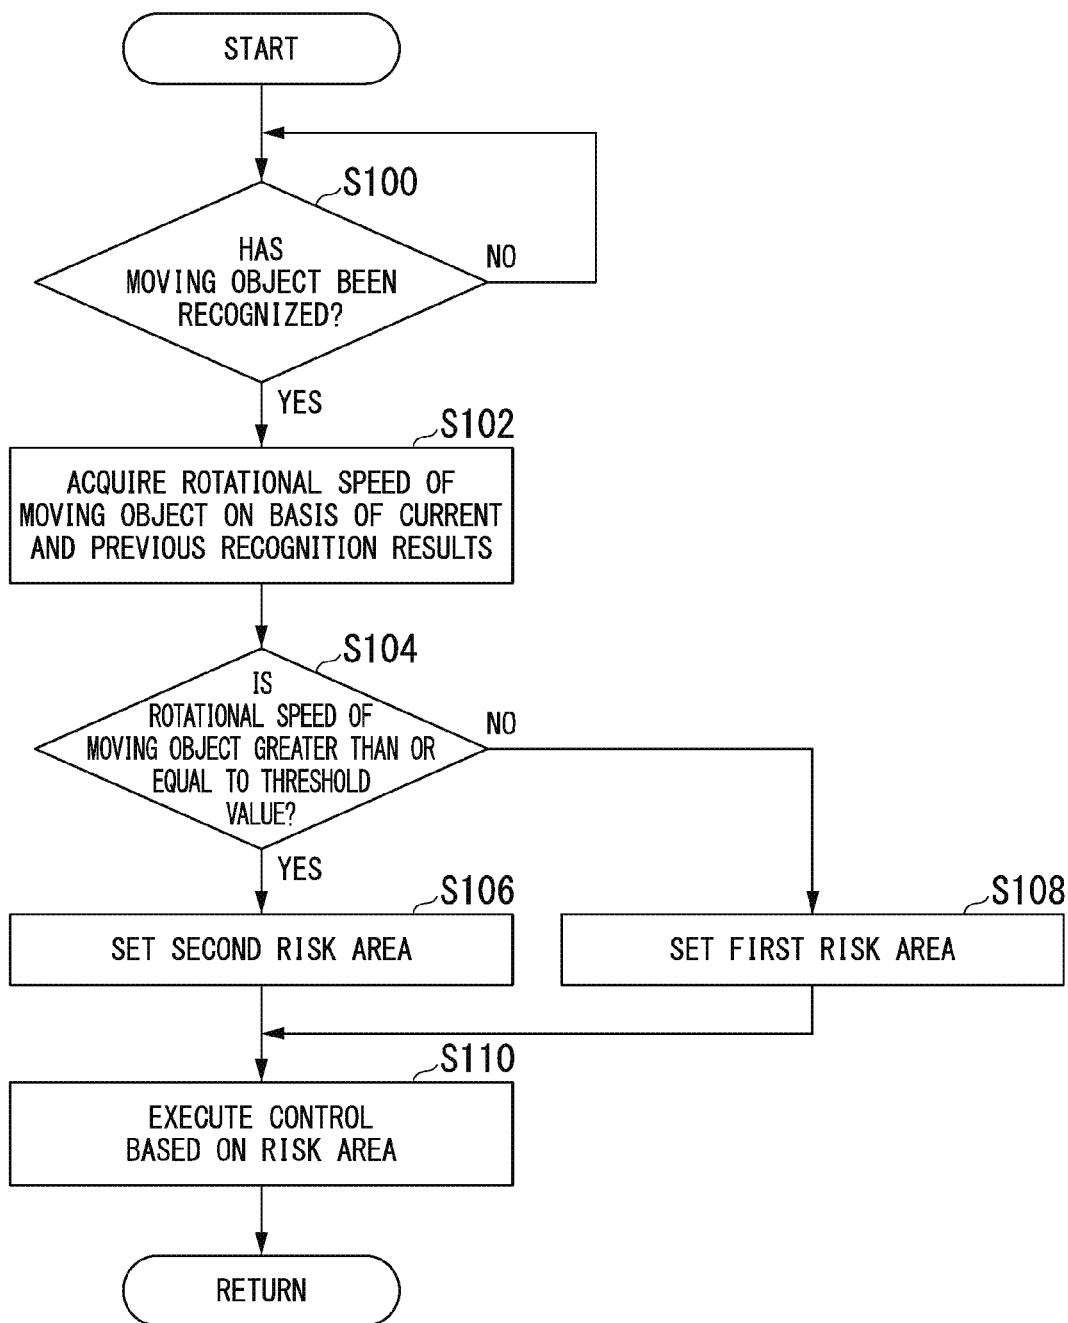 START
S100
HAS
MOVING OBJECT BEEN
RECOGNIZED?
NO
YES
S102
ACQUIRE ROTATIONAL SPEED OF
MOVING OBJECT ON BASIS OF CURRENT
AND PREVIOUS RECOGNITION RESULTS
S104
IS
ROTATIONAL SPEED OF
MOVING OBJECT GREATER THAN OR
EQUAL TO THRESHOLD
VALUE?
NO
YES
S106
SET SECOND RISK AREA
S108
SET FIRST RISK AREA
S110
EXECUTE CONTROL
BASED ON RISK AREA
RETURN